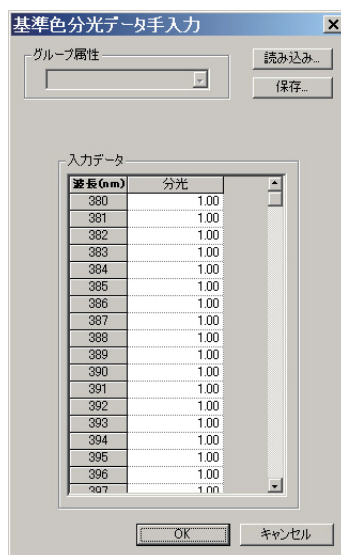 基準色分光データ手入力
グループ属性
読み込み...
保存...
入力データ
波長(nm) 分光
380 1.00
381 1.00
382 1.00
383 1.00
384 1.00
385 1.00
386 1.00
387 1.00
388 1.00
389 1.00
390 1.00
391 1.00
392 1.00
393 1.00
394 1.00
395 1.00
396 1.00
397 1.00
OK キャンセル